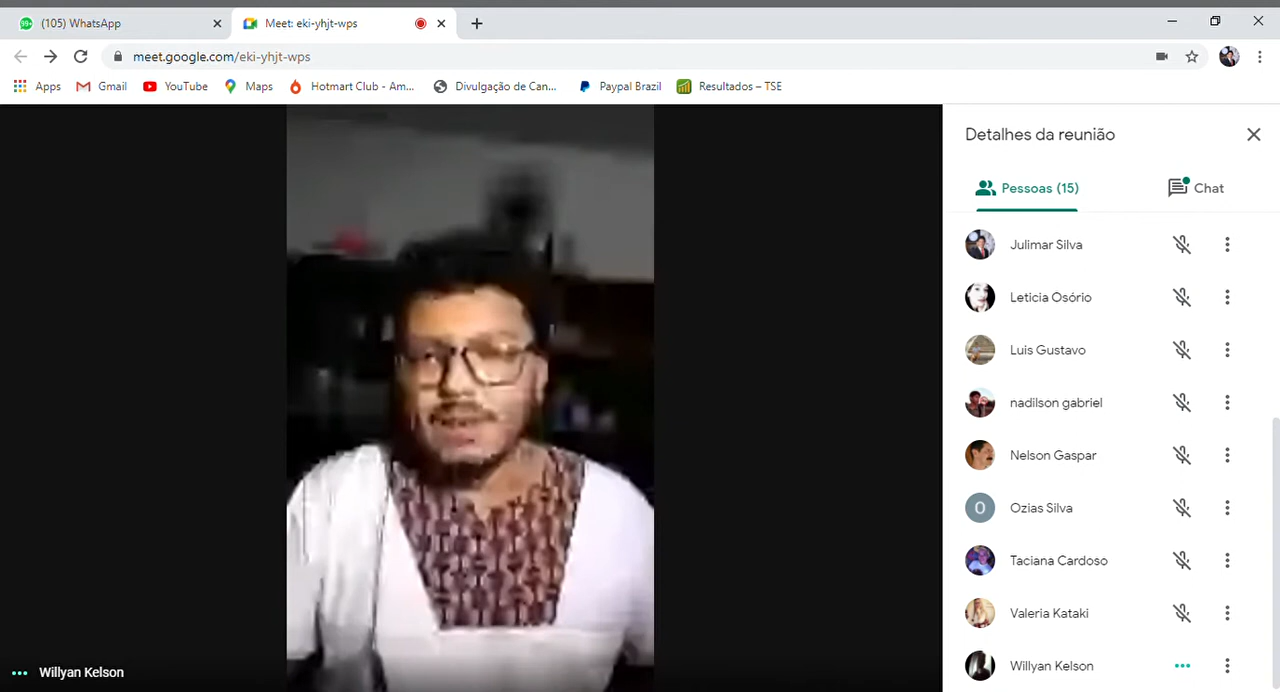 99+ (105) WhatsApp
Meet: eki-yhjt-wps
meet.google.com/eki-yhjt-wps
Apps Gmail YouTube Maps Hotmart Club - Am... Divulgação de Can... Paypal Brazil Resultados – TSE
Detalhes da reunião
Pessoas (15) Chat
Julimar Silva
Leticia Osório
Luis Gustavo
nadilson gabriel
Nelson Gaspar
O Ozias Silva
Taciana Cardoso
Valeria Kataki
Willyan Kelson
Willyan Kelson